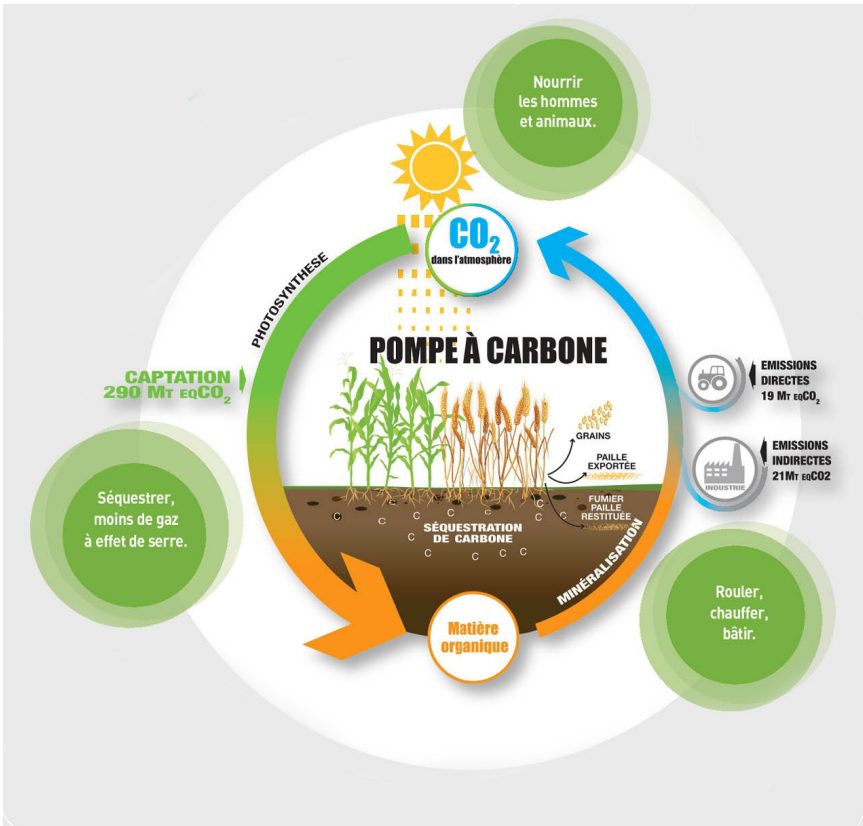 Nourrir
les hommes
et animaux.
CO2
dans l'atmosphère
PHOTOSYNTHESE
POMPE À CARBONE
CAPTATION
290 MT EQCO2
EMISSIONS
DIRECTES
19 MT EQCO2
GRAINS
PAILLE
EXPORTÉE
EMISSIONS
INDIRECTES
21MT EQCO2
INDUSTRIE
Séquestrer,
moins de gaz
à effet de serre.
FUMIER
PAILLE
RESTITUÉE
C
C
C
C
SÉQUESTRATION
DE CARBONE
C
C
C
C
C
C
C
MINÉRALISATION
Rouler,
chauffer,
bâtir.
Matière
organique